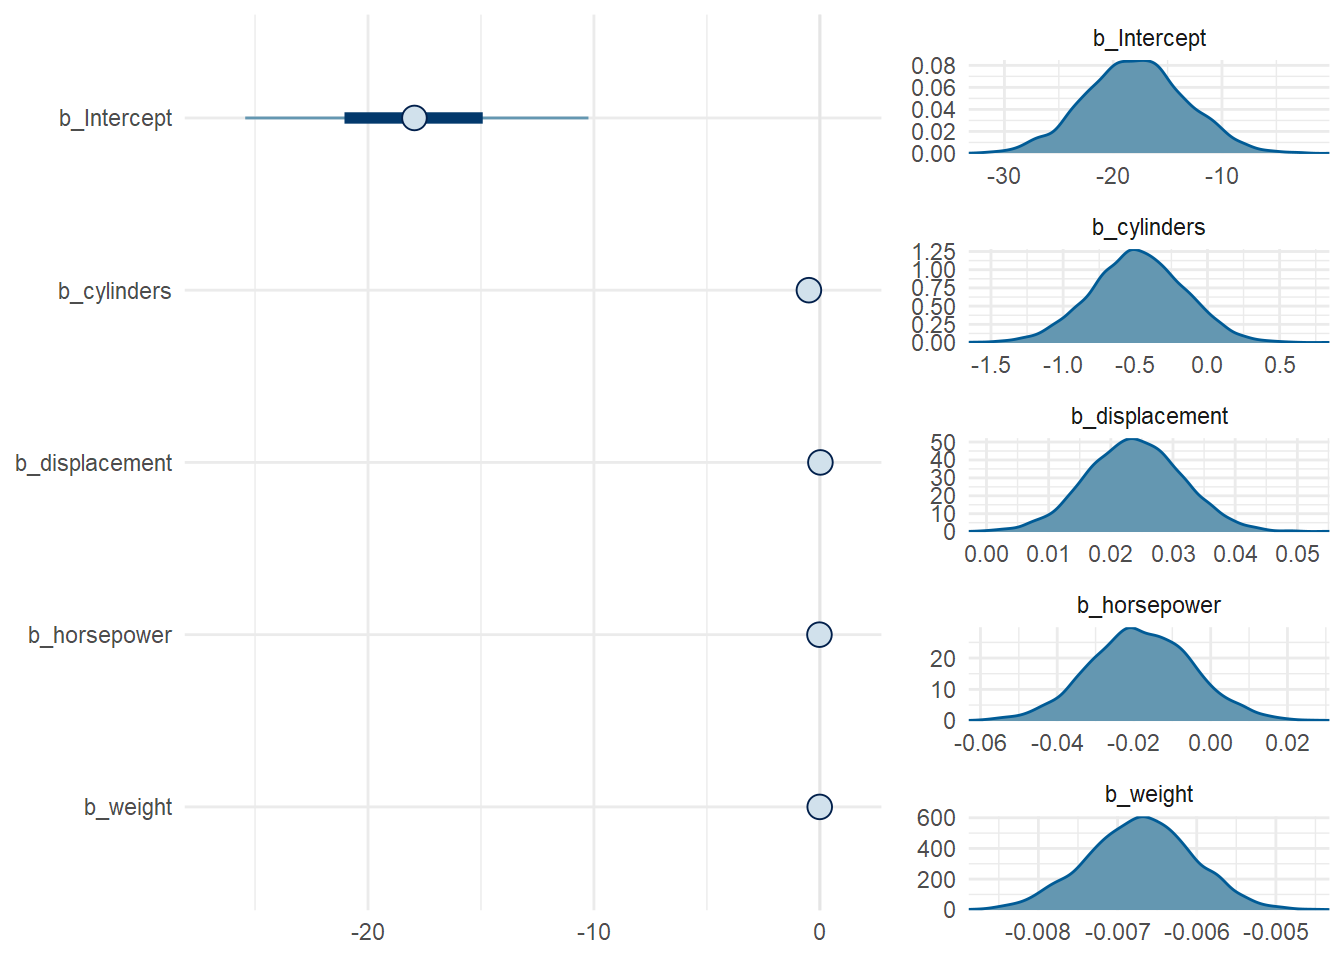 b_Intercept
b_cylinders
b_displacement
b_horsepower
b_weight
-20 -10 0
b_Intercept
0.08
0.06
0.04
0.02
0.00
-30 -20 -10
b_cylinders
1.25
1.00
0.75
0.50
0.25
0.00
-1.5 -1.0 -0.5 0.0 0.5
b_displacement
50
40
30
20
10
0
0.00 0.01 0.02 0.03 0.04 0.05
b_horsepower
20
10
0
-0.06 -0.04 -0.02 0.00 0.02
b_weight
600
400
200
0
-0.008 -0.007 -0.006 -0.005